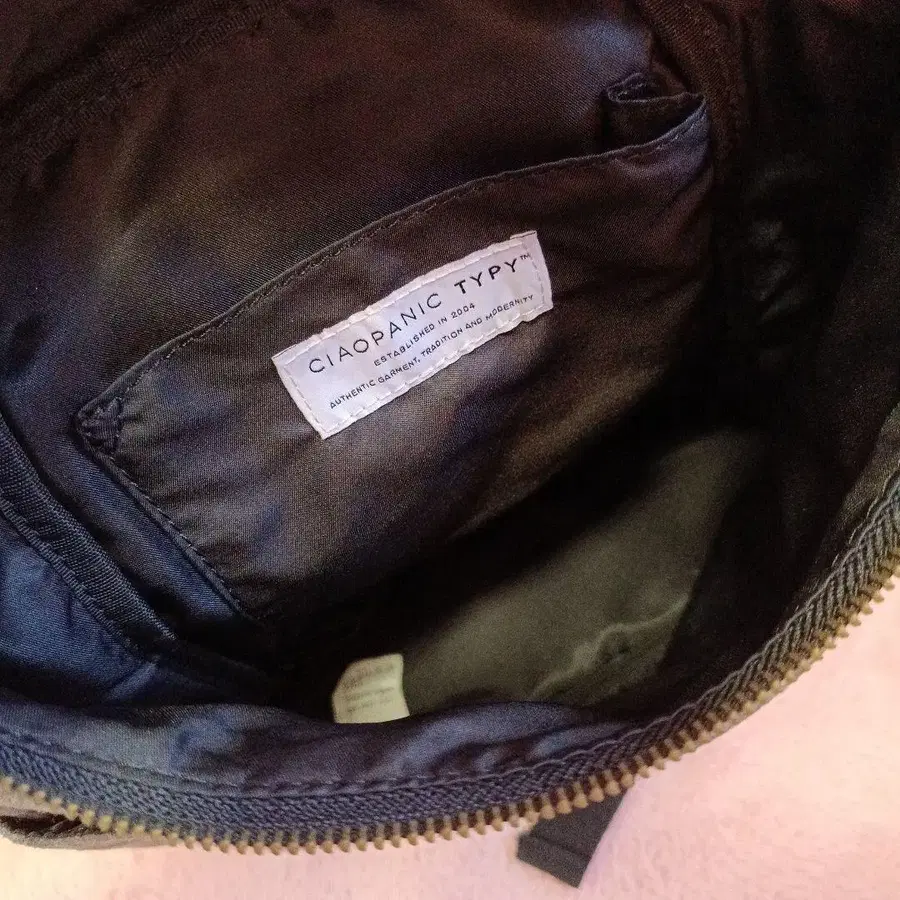 CIAOPANIC TYPY™
ESTABLISHED IN 2004
AUTHENTIC GARMENT, TRADITION AND MODERNITY